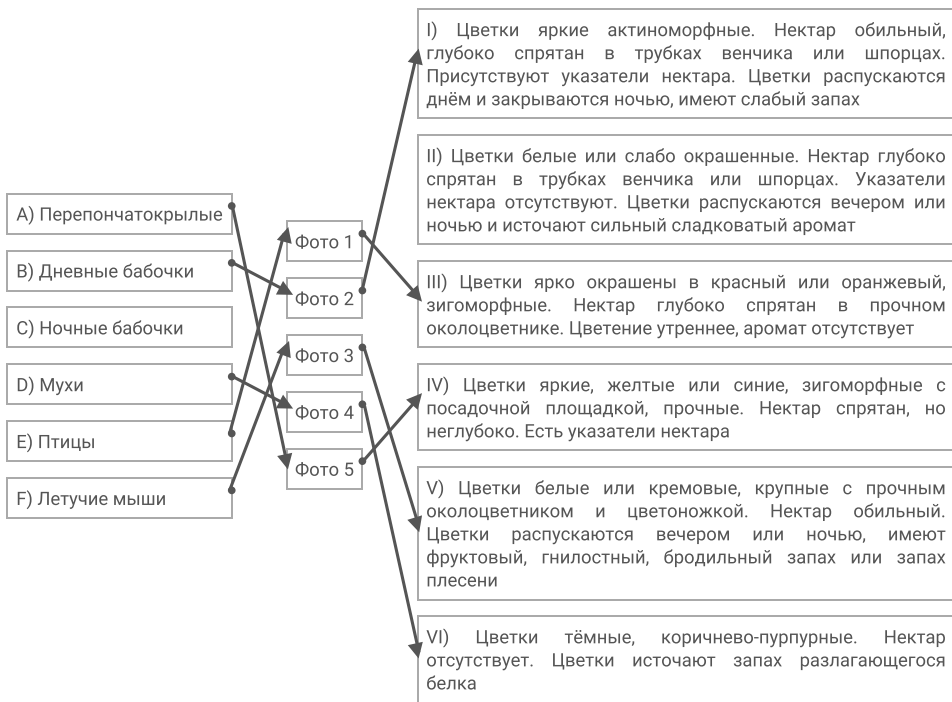 A) Перепончатокрылые
B) Дневные бабочки
C) Ночные бабочки
D) Мухи
E) Птицы
F) Летучие мыши
Фото 1
Фото 2
Фото 3
Фото 4
Фото 5
I) Цветки яркие актиноморфные. Нектар обильный,
глубоко спрятан в трубках венчика или шпорцах.
Присутствуют указатели нектара. Цветки распускаются
днём и закрываются ночью, имеют слабый запах
II) Цветки белые или слабо окрашенные. Нектар глубоко
спрятан в трубках венчика или шпорцах. Указатели
нектара отсутствуют. Цветки распускаются вечером или
ночью и источают сильный сладковатый аромат
III) Цветки ярко окрашены в красный или оранжевый,
зигоморфные. Нектар глубоко спрятан в прочном
околоцветнике. Цветение утреннее, аромат отсутствует
IV) Цветки яркие, желтые или синие, зигоморфные с
посадочной площадкой, прочные. Нектар спрятан, но
неглубоко. Есть указатели нектара
V) Цветки белые или кремовые, крупные с прочным
околоцветником и цветоножкой. Нектар обильный.
Цветки распускаются вечером или ночью, имеют
фруктовый, гнилостный, бродильный запах или запах
плесени
VI) Цветки тёмные, коричнево-пурпурные. Нектар
отсутствует. Цветки источают запах разлагающегося
белка